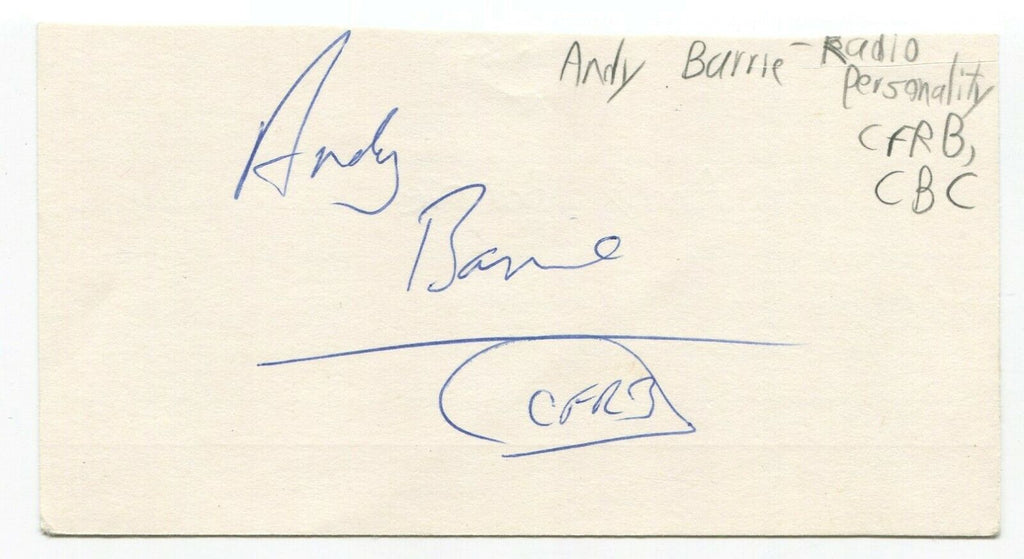 Andy Barrie - Radio
Personality
CFRB,
CBC
Andy
Barrie
CFRB